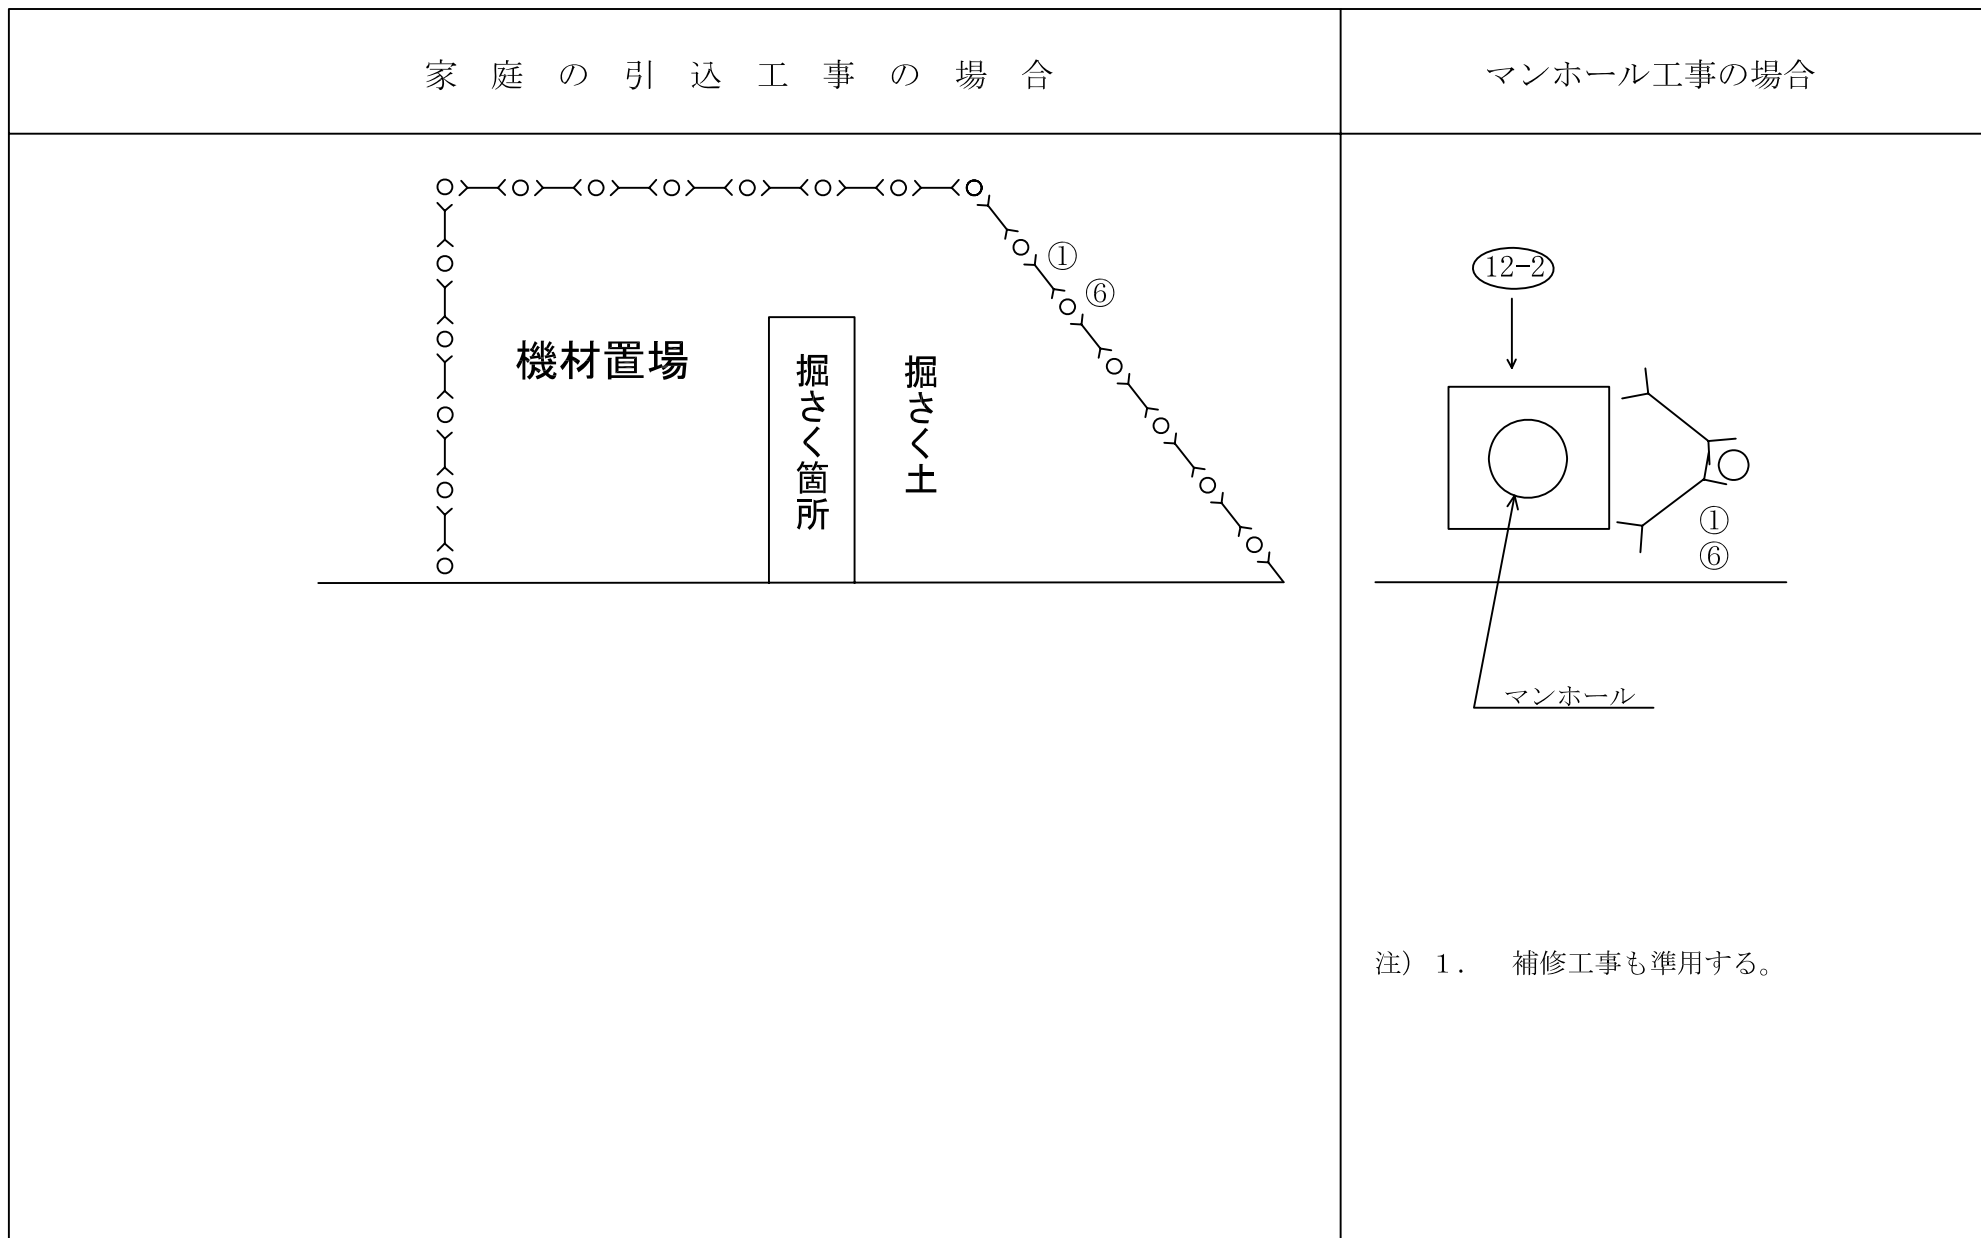 家庭の引込工事の場合
マンホール工事の場合
①
⑥
機材置場
掘さく箇所
掘さく土
12-2
①
⑥
マンホール
注）１．　補修工事も準用する。